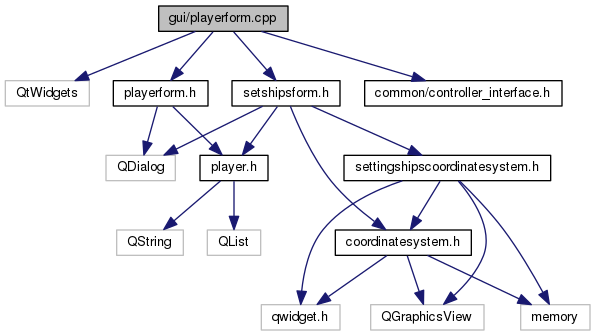 gui/playerform.cpp
QtWidgets
playerform.h
setshipsform.h
common/controller_interface.h
QDialog
player.h
settingshipscoordinatesystem.h
QString
QList
coordinatesystem.h
qwidget.h
QGraphicsView
memory